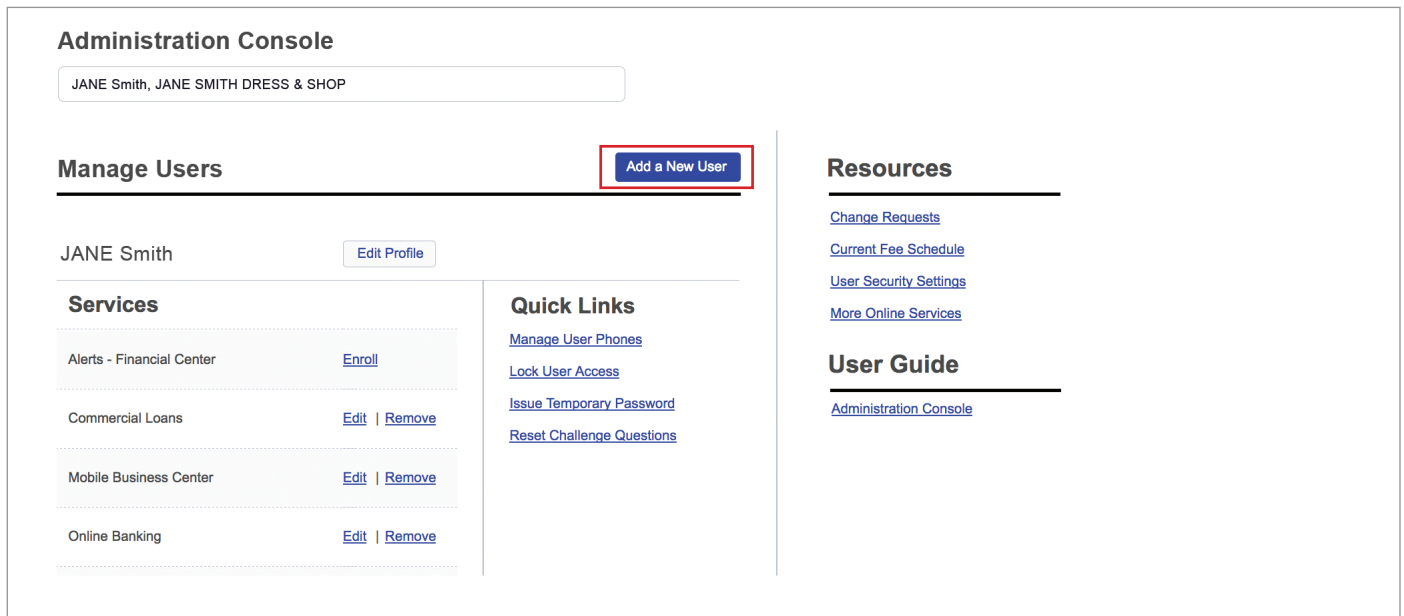 Administration Console
JANE Smith, JANE SMITH DRESS & SHOP
Manage Users
Add a New User
JANE Smith
Edit Profile
Services
Alerts - Financial Center
Enroll
Commercial Loans
Edit | Remove
Mobile Business Center
Edit | Remove
Online Banking
Edit | Remove
Quick Links
Manage User Phones
Lock User Access
Issue Temporary Password
Reset Challenge Questions
Resources
Change Requests
Current Fee Schedule
User Security Settings
More Online Services
User Guide
Administration Console